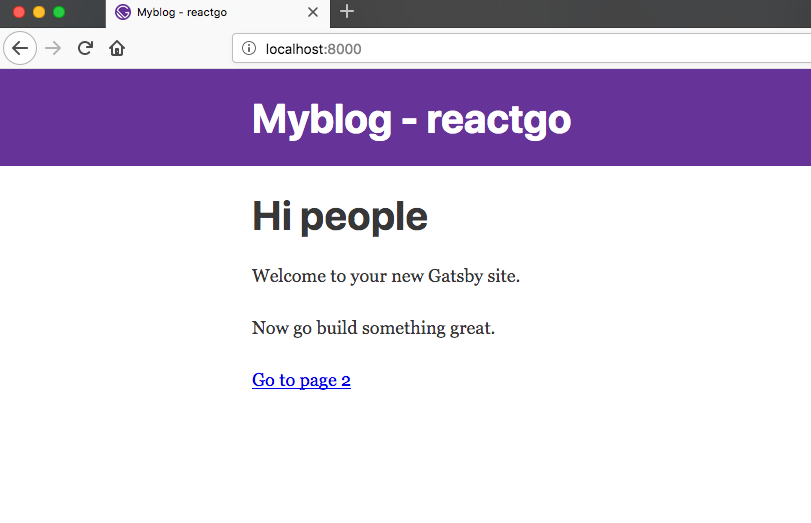 Myblog - reactgo
localhost:8000
Myblog - reactgo
Hi people
Welcome to your new Gatsby site.
Now go build something great.
Go to page 2